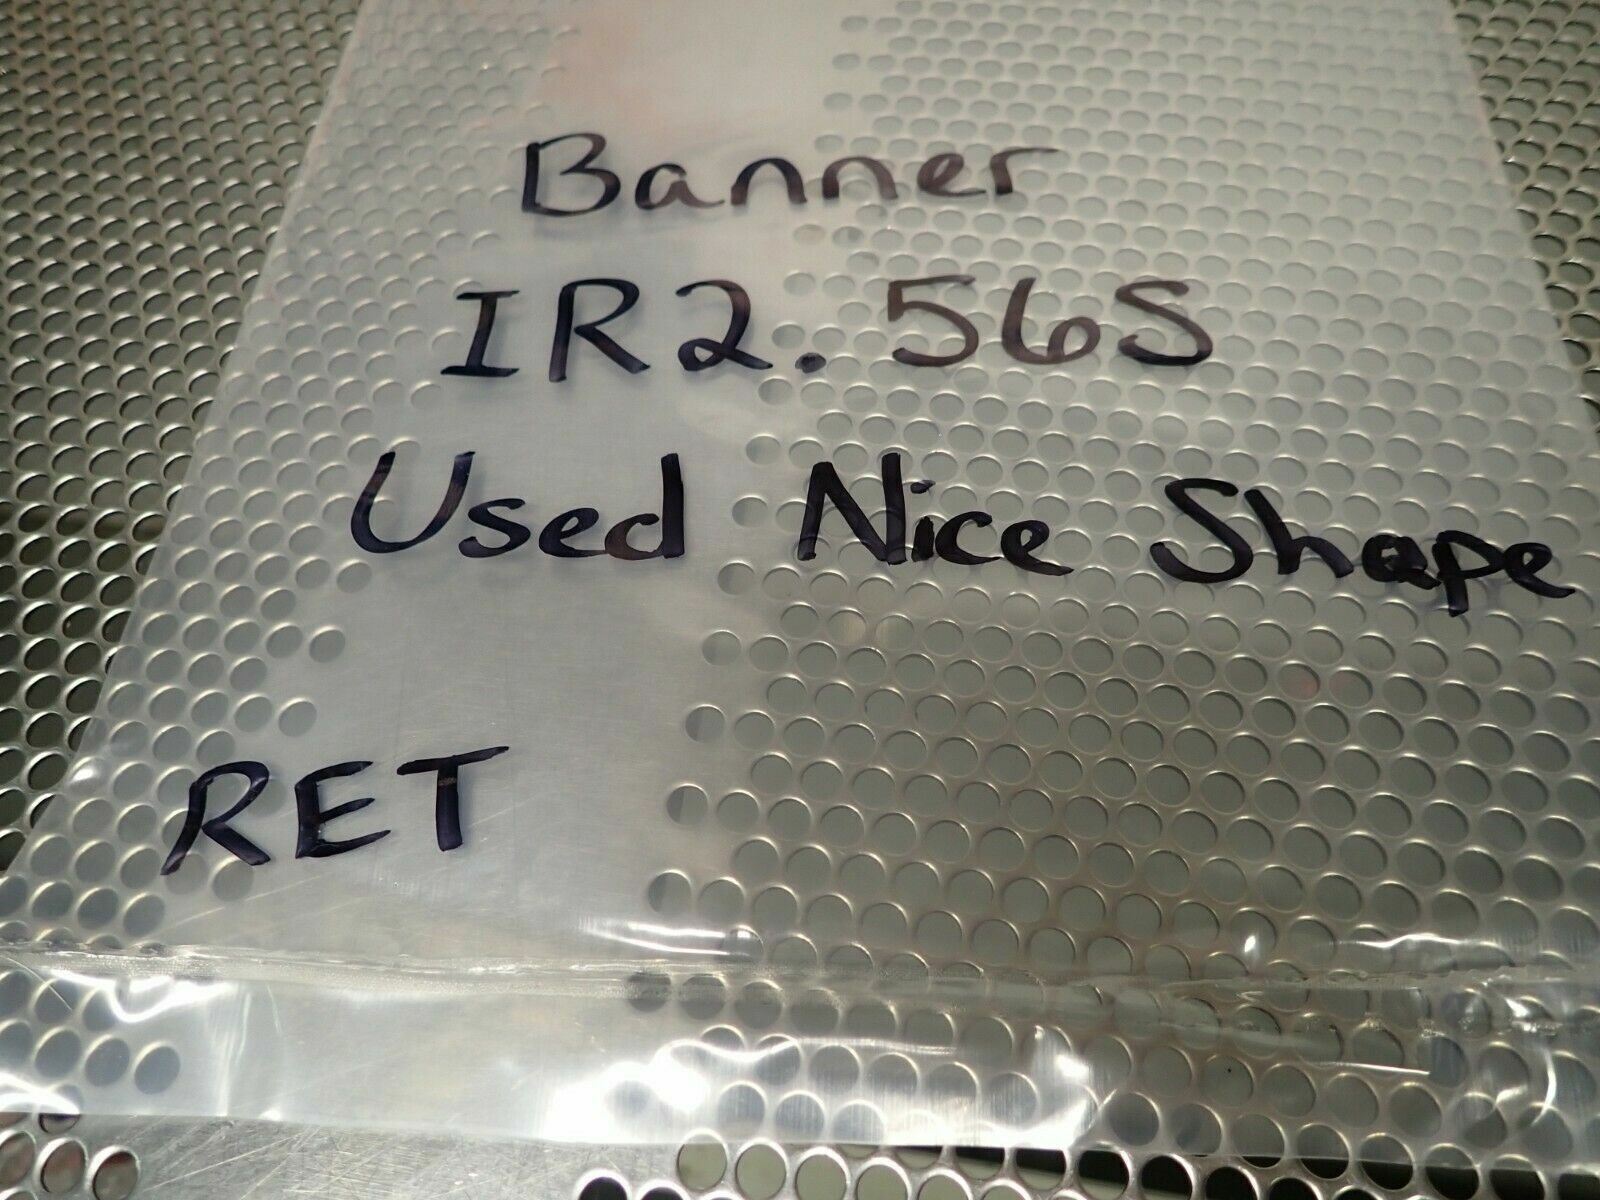 Banner
IR2.56S
Used Nice Shape
RET